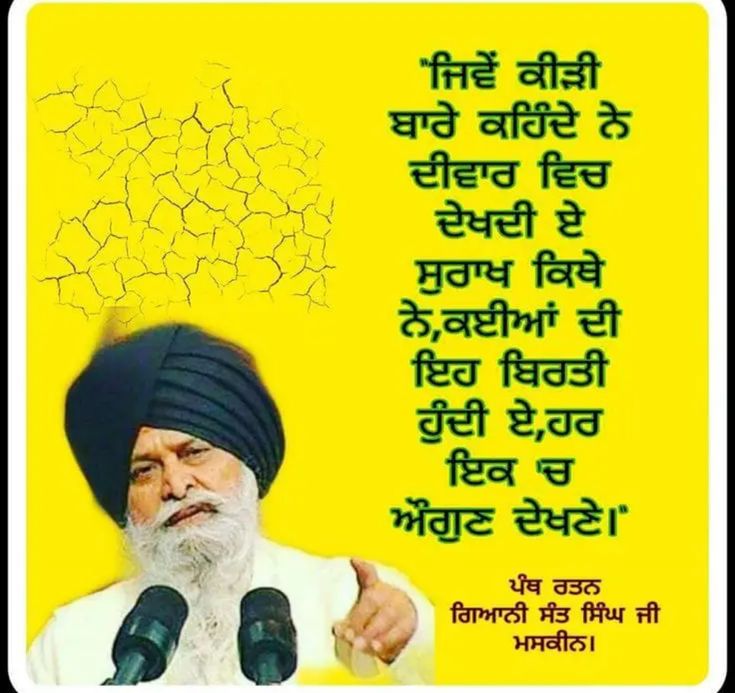 "ਜਿਵੇਂ ਕੀੜੀ
ਬਾਰੇ ਕਹਿੰਦੇ ਨੇ
ਦੀਵਾਰ ਵਿਚ
ਦੇਖਦੀ ਏ
ਸੁਰਾਖ ਕਿਥੇ
ਨੇ,ਕਈਆਂ ਦੀ
ਇਹ ਬਿਰਤੀ
ਹੁੰਦੀ ਏ,ਹਰ
ਇਕ 'ਚ
ਔਗੁਣ ਦੇਖਣੇ।"
ਪੰਥ ਰਤਨ
ਗਿਆਨੀ ਸੰਤ ਸਿੰਘ ਜੀ
ਮਸਕੀਨ।